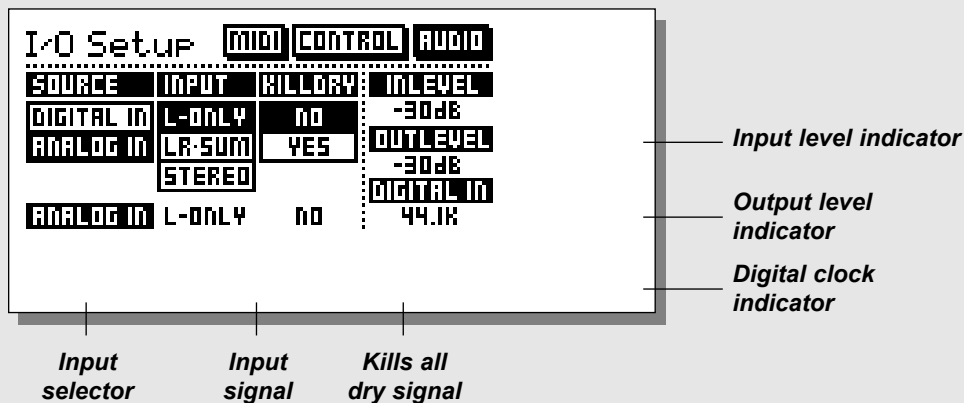 I/O Setup MIDI CONTROL AUDIO
SOURCE INPUT KILLDRY INLEVEL
-30dB
DIGITAL IN L-ONLY NO
ANALOG IN LR-SUM YES OUTLEVEL
-30dB
STEREO
DIGITAL IN
ANALOG IN L-ONLY NO 44.1K
Input level indicator
Output level
indicator
Digital clock
indicator
Input
selector
Input
signal
Kills all
dry signal